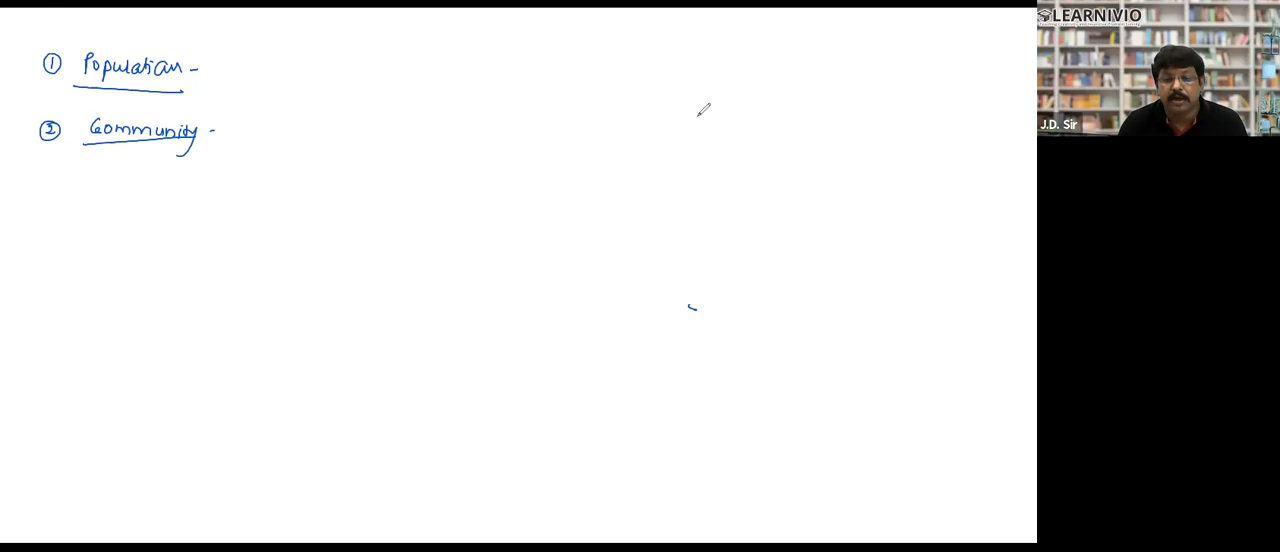 ① Population -
② Community -
LEARNIVIO
J.D. Sir